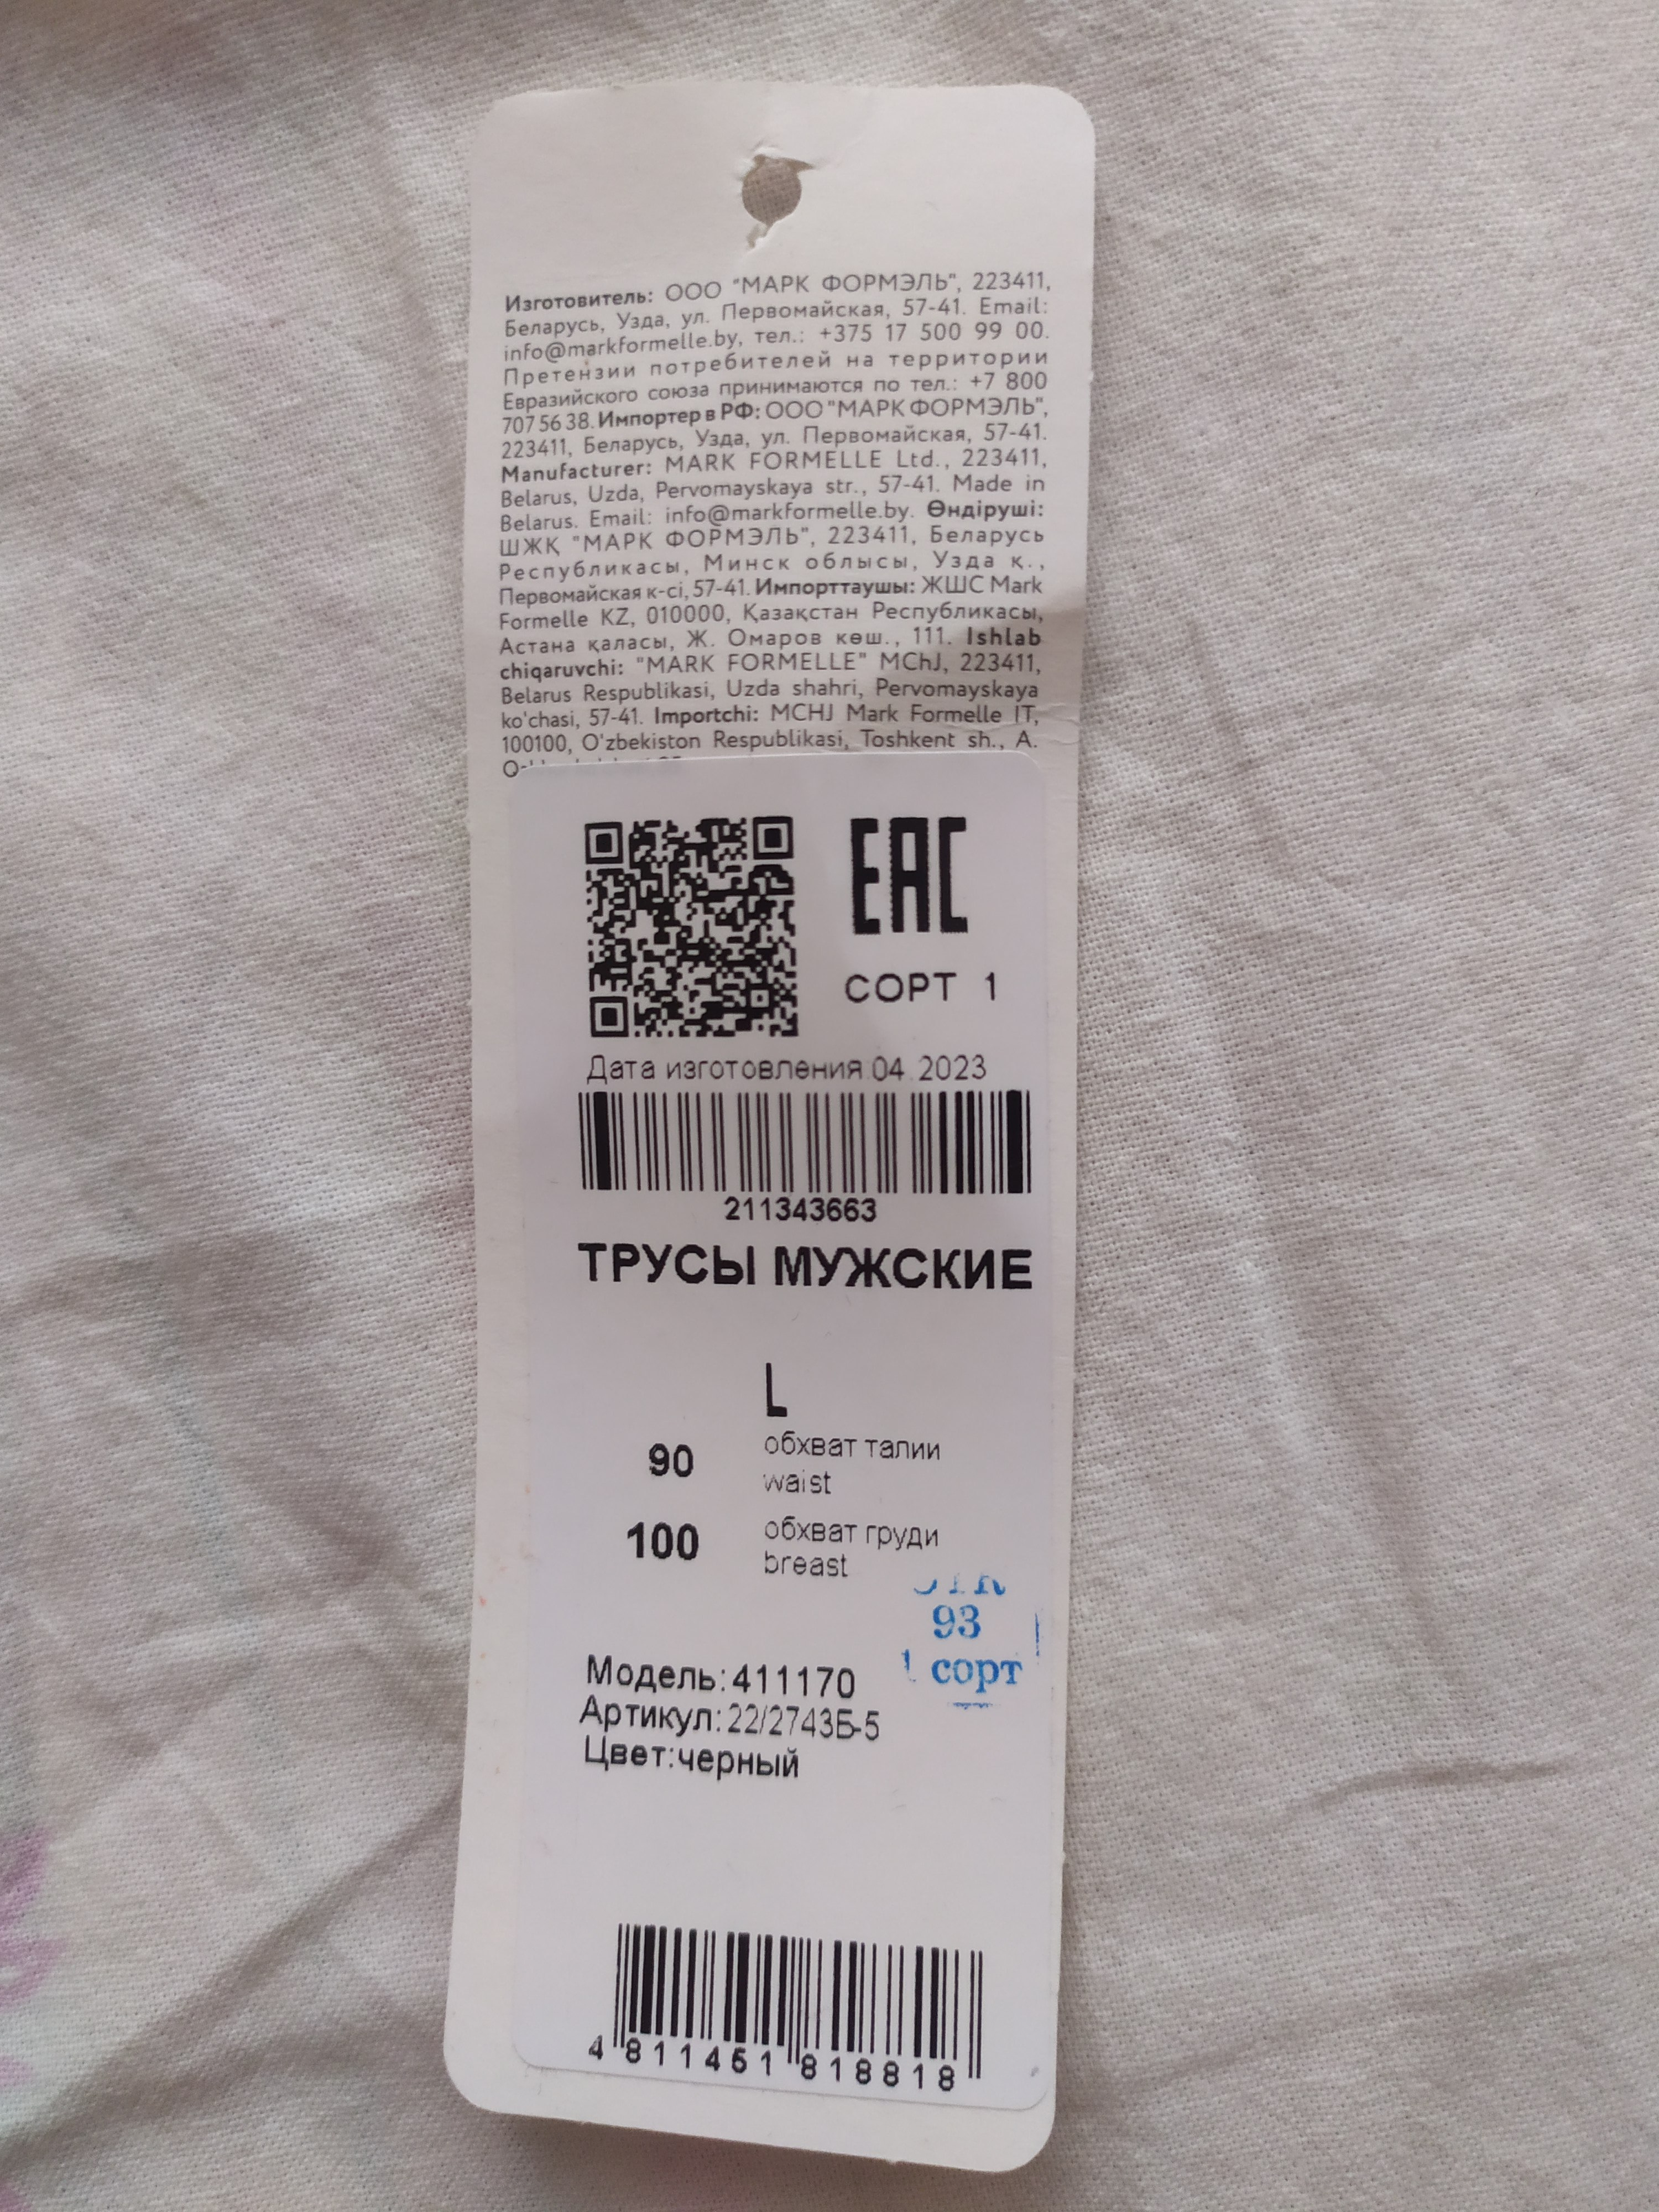 Изготовитель: ООО "МАРК ФОРМЭЛЬ", 223411,
Беларусь, Узда, ул. Первомайская, 57-41. Email:
info@markformelle.by, тел.: +375 17 500 99 00.
Претензии потребителей на территории
Евразийского союза принимаются по тел.: +7 800
707 56 38. Импортер в РФ: ООО "МАРК ФОРМЭЛЬ",
223411, Беларусь, Узда, ул. Первомайская, 57-41.
Manufacturer: MARK FORMELLE Ltd., 223411,
Belarus, Uzda, Pervomayskaya str., 57-41. Made in
Belarus. Email: info@markformelle.by. Өндіруші:
ШЖҚ "МАРК ФОРМЭЛЬ", 223411, Беларусь
Республикасы, Минск облысы, Узда қ.,
Первомайская к-сі, 57-41. Импорттаушы: ЖШС Mark
Formelle KZ, 010000, Қазақстан Республикасы,
Астана қаласы, Ж. Омаров көш., 111. Ishlab
chiqaruvchi: "MARK FORMELLE" MChJ, 223411,
Belarus Respublikasi, Uzda shahri, Pervomayskaya
ko'chasi, 57-41. Importchi: MCHJ Mark Formelle IT,
100100, O'zbekiston Respublikasi, Toshkent sh., A.
EAC
СОРТ 1
Дата изготовления 04.2023
211343663
ТРУСЫ МУЖСКИЕ
L
90 обхват талии
waist
100 обхват груди
breast
93
1 сорт
Модель:411170
Артикул:22/2743Б-5
Цвет:черный
4 811451 818818